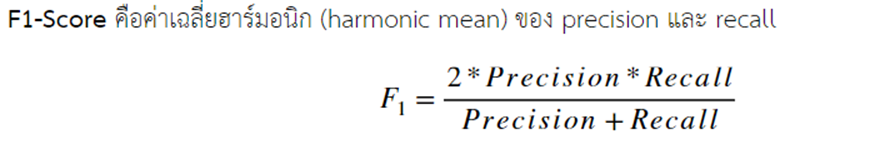 F1-Score คือค่าเฉลี่ยฮาร์มอนิก (harmonic mean) ของ precision และ recall
F₁ = (2 * Precision * Recall) / (Precision + Recall)